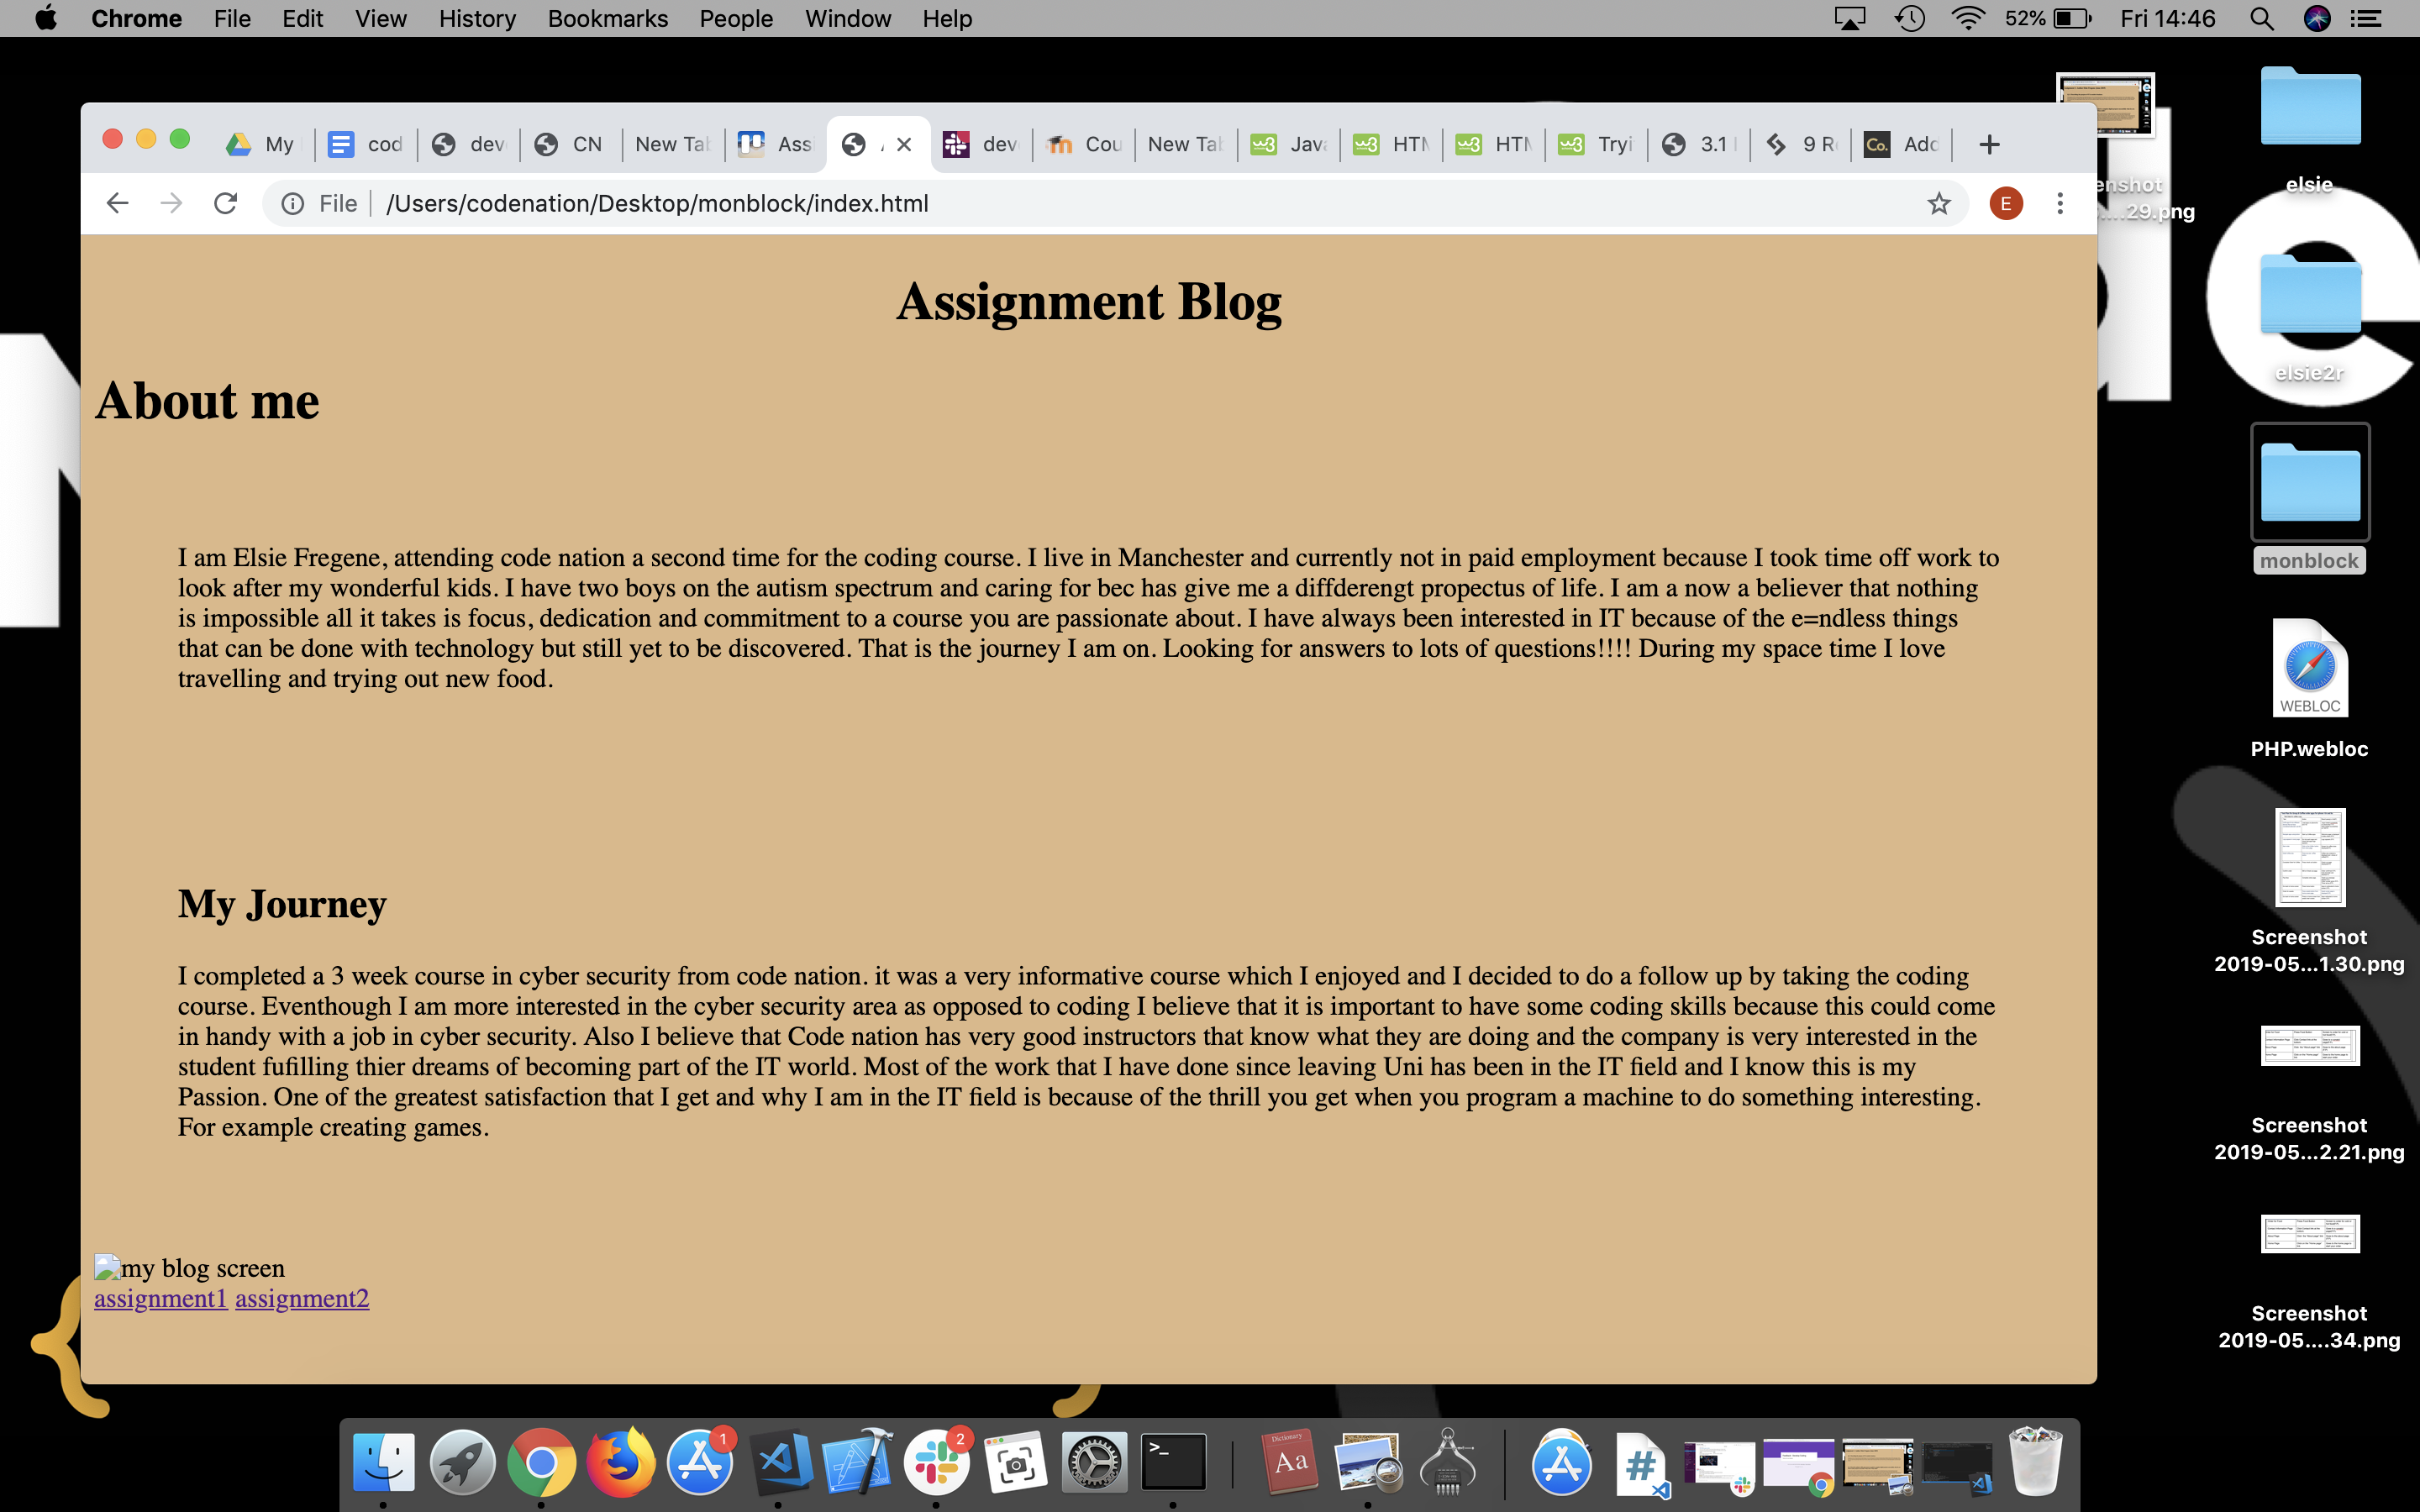 Chrome File Edit View History Bookmarks People Window Help 52% Fri 14:46
My cod dev CN New Tab Ass dev Cou New Tab Java HTM HTM Tryi 3.1 9 R Add
File /Users/codenation/Desktop/monblock/index.html E
Assignment Blog
About me
I am Elsie Fregene, attending code nation a second time for the coding course. I live in Manchester and currently not in paid employment because I took time off work to
look after my wonderful kids. I have two boys on the autism spectrum and caring for bec has give me a diffderengt propectus of life. I am a now a believer that nothing
is impossible all it takes is focus, dedication and commitment to a course you are passionate about. I have always been interested in IT because of the e=ndless things
that can be done with technology but still yet to be discovered. That is the journey I am on. Looking for answers to lots of questions!!!! During my space time I love
travelling and trying out new food.
My Journey
I completed a 3 week course in cyber security from code nation. it was a very informative course which I enjoyed and I decided to do a follow up by taking the coding
course. Eventhough I am more interested in the cyber security area as opposed to coding I believe that it is important to have some coding skills because this could come
in handy with a job in cyber security. Also I believe that Code nation has very good instructors that know what they are doing and the company is very interested in the
student fufilling thier dreams of becoming part of the IT world. Most of the work that I have done since leaving Uni has been in the IT field and I know this is my
Passion. One of the greatest satisfaction that I get and why I am in the IT field is because of the thrill you get when you program a machine to do something interesting.
For example creating games.
my blog screen
assignment1 assignment2
enshot
....29.png
elsie
elsie2r
monblock
WEBLOC
PHP.webloc
Screenshot
2019-05...1.30.png
Screenshot
2019-05...2.21.png
Screenshot
2019-05....34.png
1
2
>_
Aa
#